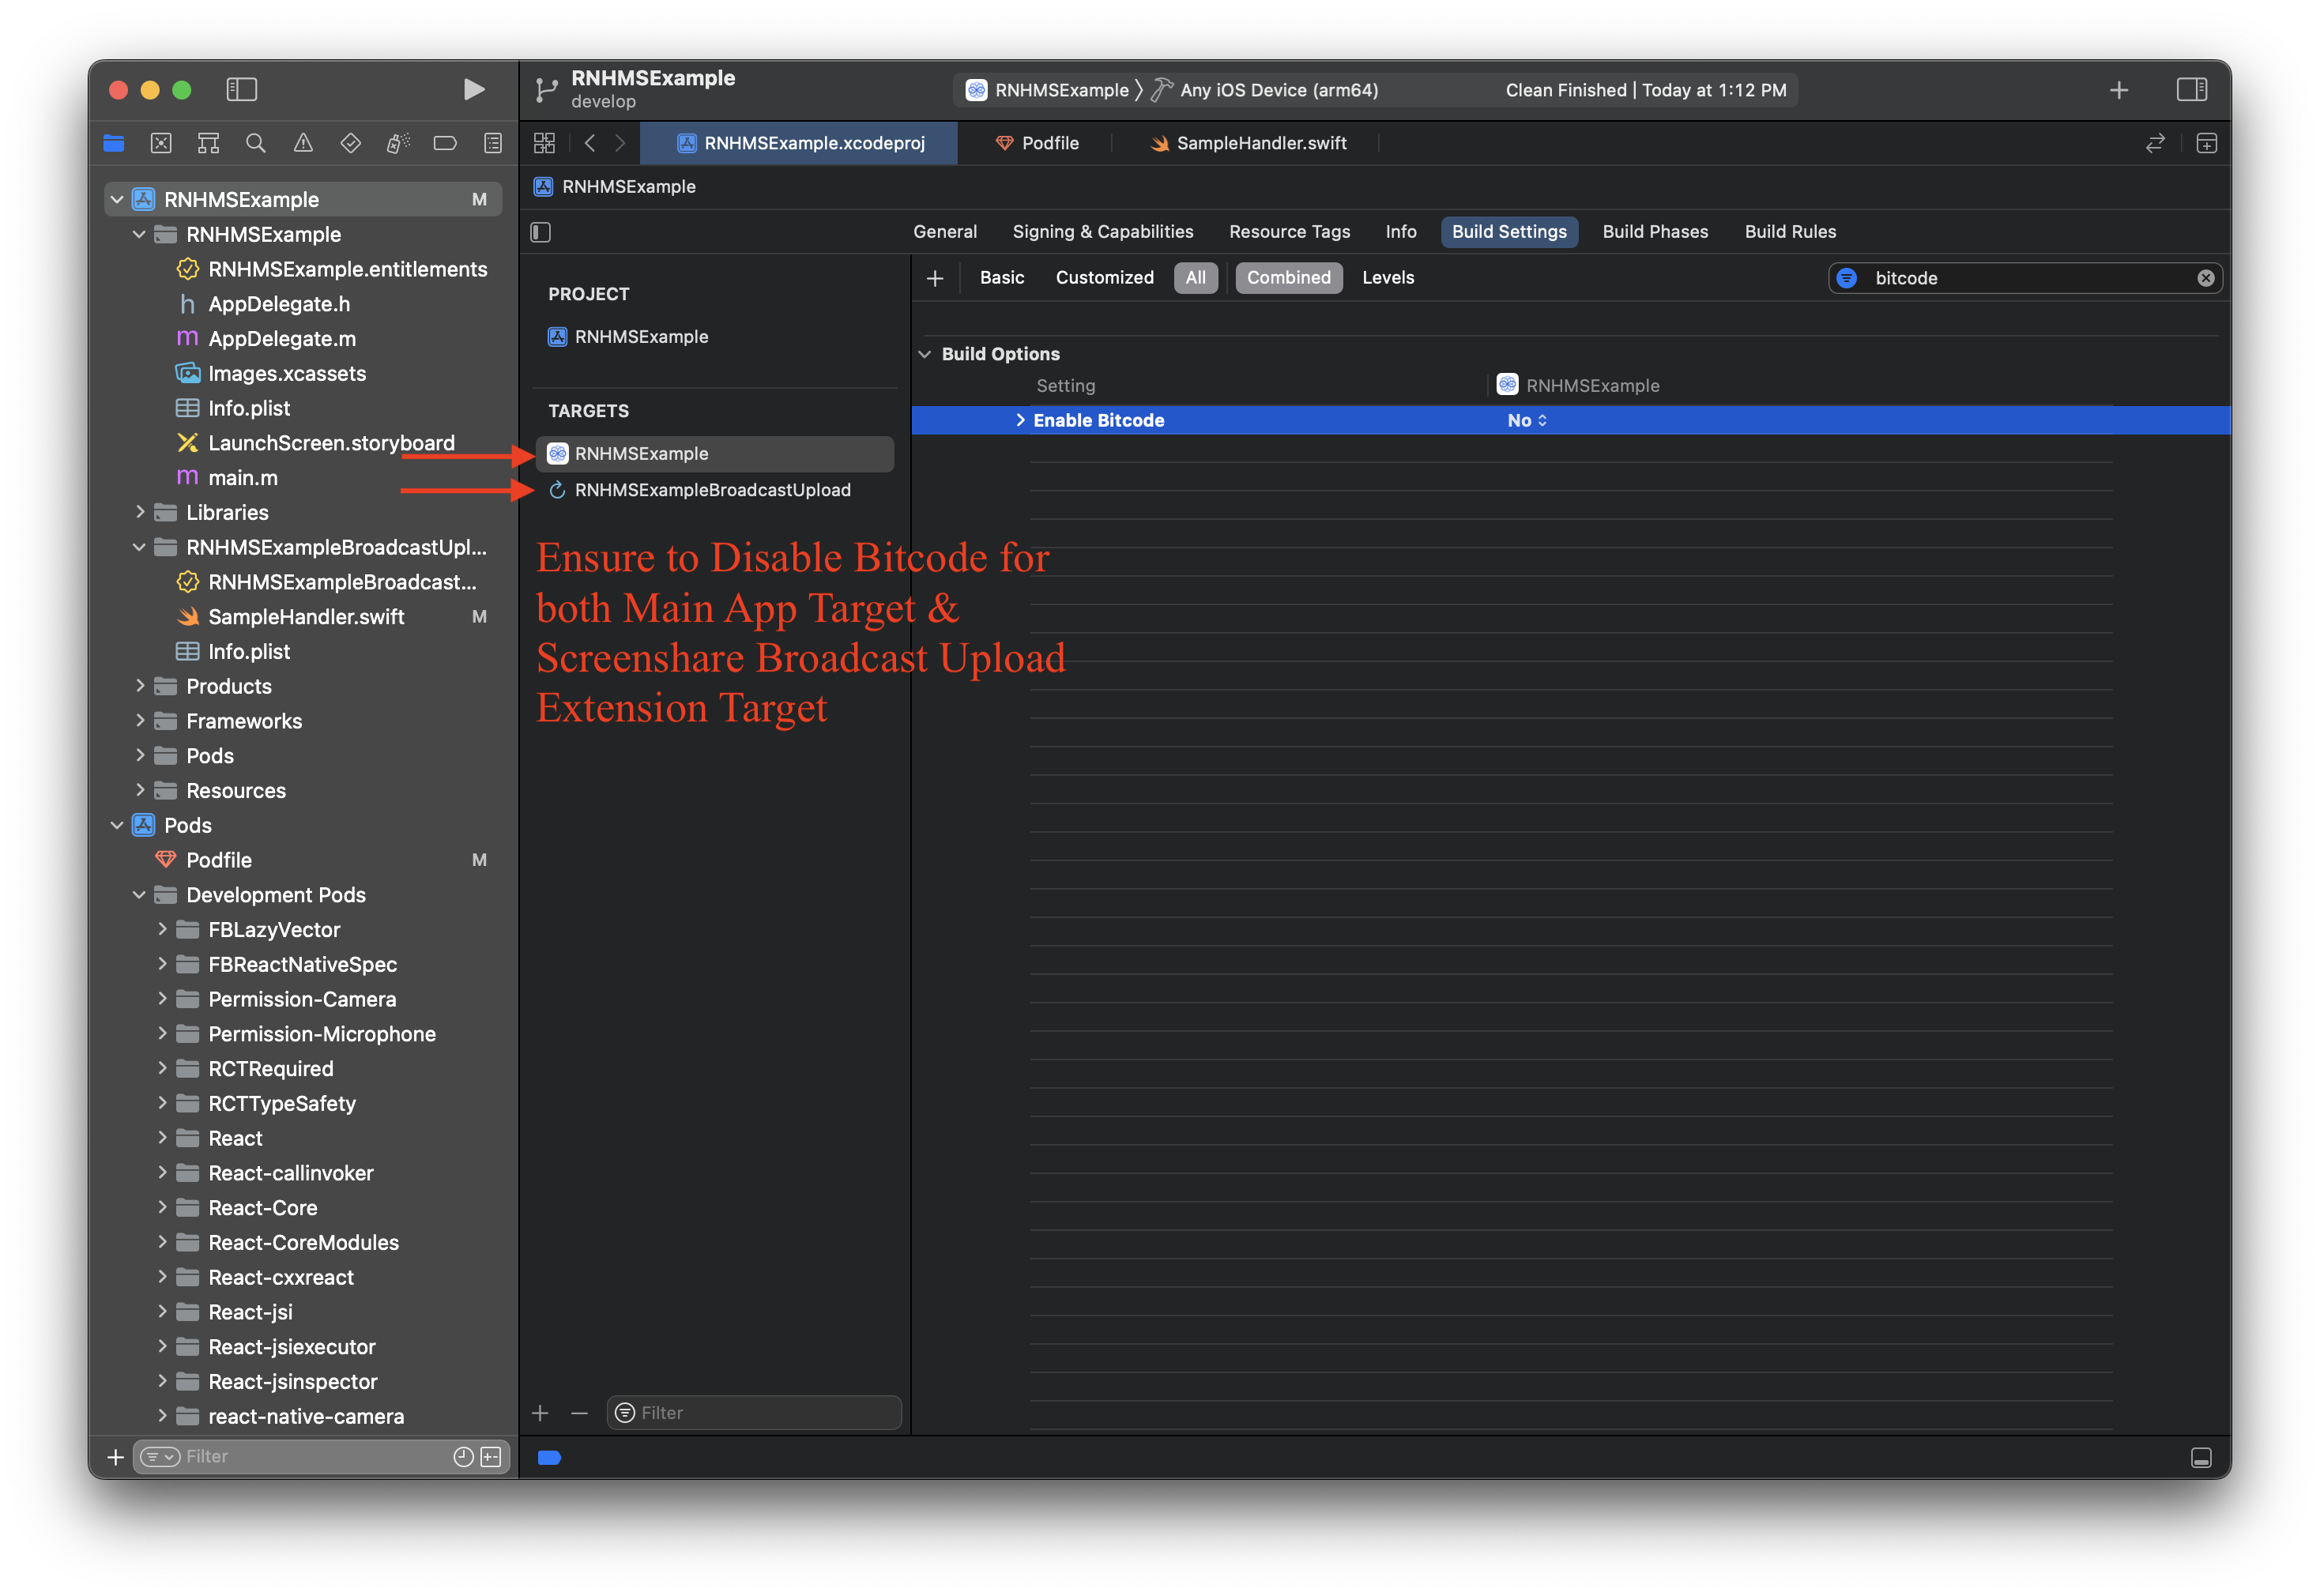 RNHMSExample
develop
RNHMSExample
Any iOS Device (arm64)
Clean Finished | Today at 1:12 PM
RNHMSExample.xcodeproj
Podfile
SampleHandler.swift
RNHMSExample
General
Signing & Capabilities
Resource Tags
Info
Build Settings
Build Phases
Build Rules
Basic
Customized
All
Combined
Levels
bitcode
RNHMSExample M
RNHMSExample
RNHMSExample.entitlements
h AppDelegate.h
m AppDelegate.m
Images.xcassets
Info.plist
LaunchScreen.storyboard
m main.m
Libraries
RNHMSExampleBroadcastUpl...
RNHMSExampleBroadcast...
SampleHandler.swift M
Info.plist
Products
Frameworks
Pods
Resources
Pods
Podfile M
Development Pods
FBLazyVector
FBReactNativeSpec
Permission-Camera
Permission-Microphone
RCTRequired
RCTTypeSafety
React
React-callinvoker
React-Core
React-CoreModules
React-cxxreact
React-jsi
React-jsiexecutor
React-jsinspector
react-native-camera
Filter
PROJECT
RNHMSExample
TARGETS
RNHMSExample
RNHMSExampleBroadcastUpload
Ensure to Disable Bitcode for
both Main App Target &
Screenshare Broadcast Upload
Extension Target
Filter
Build Options
Setting
RNHMSExample
Enable Bitcode
No